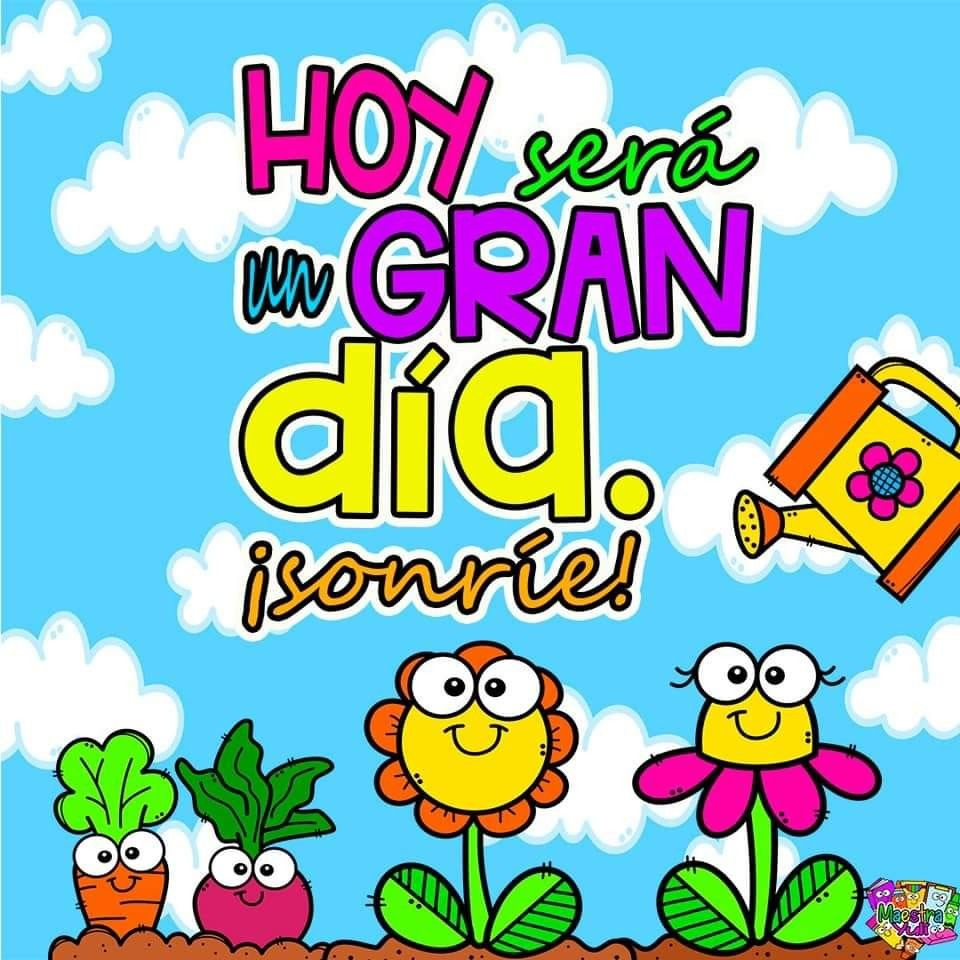 HOY será
un GRAN
día.
¡sonríe!
Maestra
Yuli